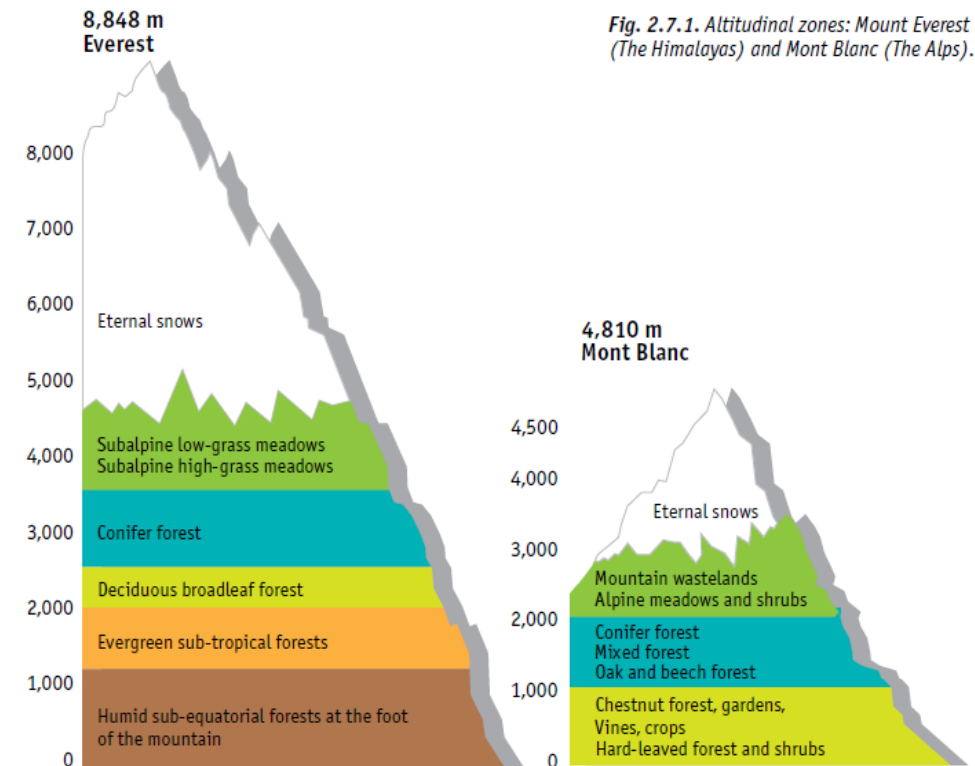 8,848 m
Everest
Fig. 2.7.1. Altitudinal zones: Mount Everest
(The Himalayas) and Mont Blanc (The Alps).
8,000
7,000
6,000
Eternal snows
5,000
4,000
Subalpine low-grass meadows
Subalpine high-grass meadows
3,000
Conifer forest
Deciduous broadleaf forest
2,000
Evergreen sub-tropical forests
1,000
Humid sub-equatorial forests at the foot
of the mountain
0
4,810 m
Mont Blanc
4,500
4,000
Eternal snows
3,000
Mountain wastelands
Alpine meadows and shrubs
2,000
Conifer forest
Mixed forest
Oak and beech forest
1,000
Chestnut forest, gardens,
Vines, crops
Hard-leaved forest and shrubs
0